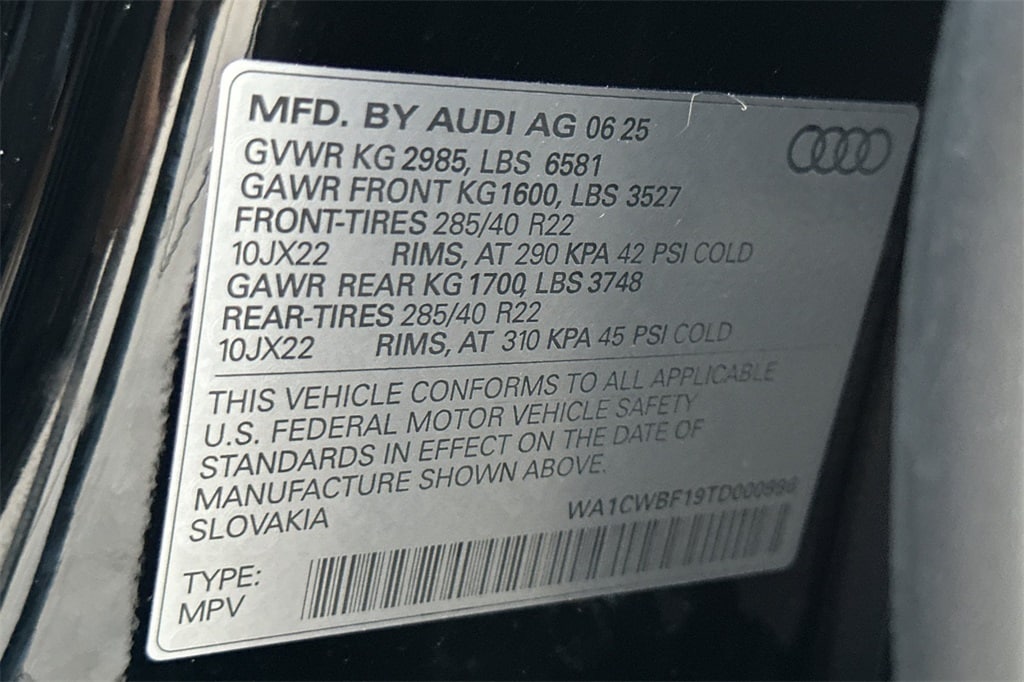 MFD. BY AUDI AG 06 25
GVWR KG 2985, LBS 6581
GAWR FRONT KG 1600, LBS 3527
FRONT-TIRES 285/40 R22
10JX22 RIMS, AT 290 KPA 42 PSI COLD
GAWR REAR KG 1700, LBS 3748
REAR-TIRES 285/40 R22
10JX22 RIMS, AT 310 KPA 45 PSI COLD
THIS VEHICLE CONFORMS TO ALL APPLICABLE
U.S. FEDERAL MOTOR VEHICLE SAFETY
STANDARDS IN EFFECT ON THE DATE OF
MANUFACTURE SHOWN ABOVE.
SLOVAKIA
TYPE:
MPV